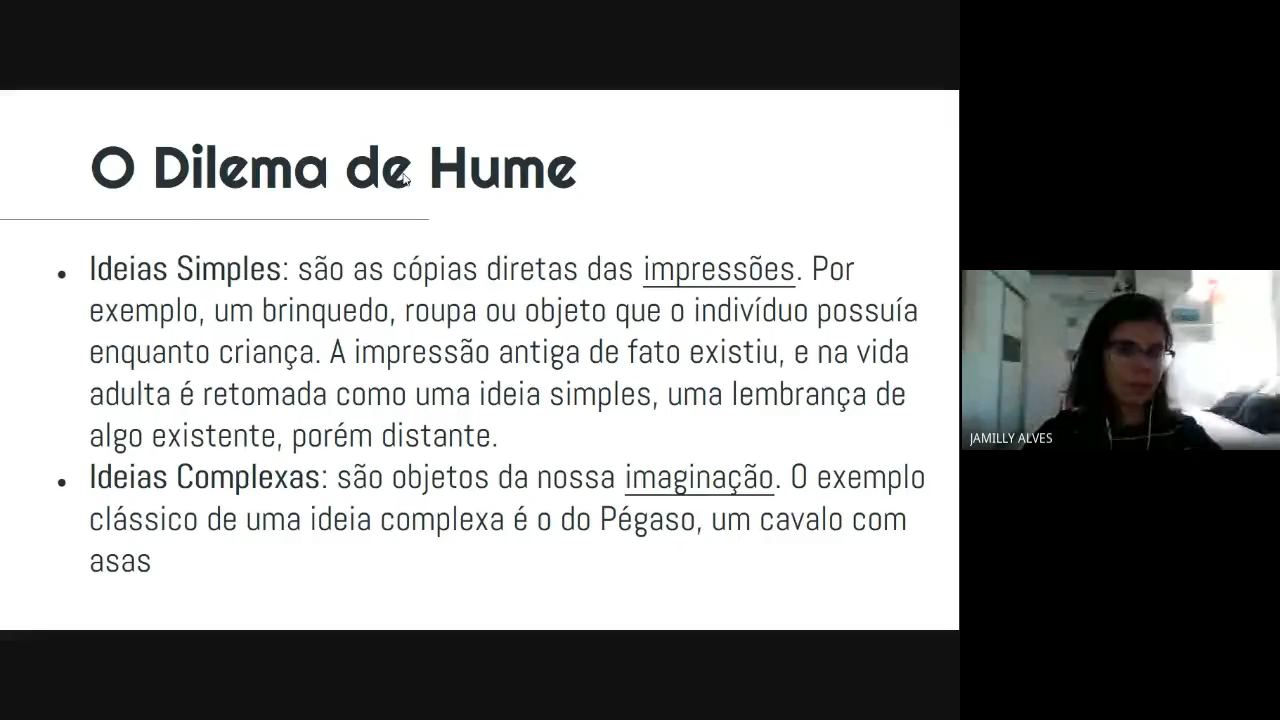 O Dilema de Hume
Ideias Simples: são as cópias diretas das impressões. Por
exemplo, um brinquedo, roupa ou objeto que o indivíduo possuía
enquanto criança. A impressão antiga de fato existiu, e na vida
adulta é retomada como uma ideia simples, uma lembrança de
algo existente, porém distante.
Ideias Complexas: são objetos da nossa imaginação. O exemplo
clássico de uma ideia complexa é o do Pégaso, um cavalo com
asas
JAMILLY ALVES